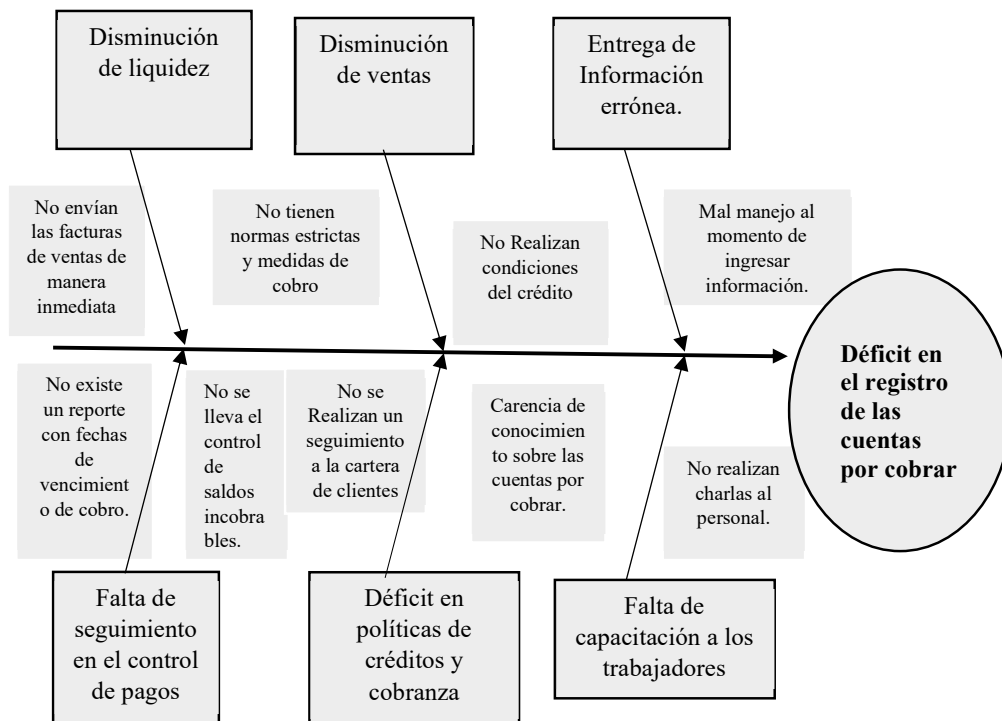 Disminución
de liquidez
Disminución
de ventas
Entrega de
Información
errónea.
No envían
las facturas
de ventas de
manera
inmediata
No tienen
normas estrictas
y medidas de
cobro
No Realizan
condiciones
del crédito
Mal manejo al
momento de
ingresar
información.
Déficit en
el registro
de las
cuentas
por cobrar
No existe
un reporte
con fechas
de
vencimient
o de cobro.
No se
lleva el
control
de
saldos
incobra
bles.
No se
Realizan un
seguimiento
a la cartera
de clientes
Carencia de
conocimien
to sobre las
cuentas por
cobrar.
No realizan
charlas al
personal.
Falta de
seguimiento
en el control
de pagos
Déficit en
políticas de
créditos y
cobranza
Falta de
capacitación a los
trabajadores